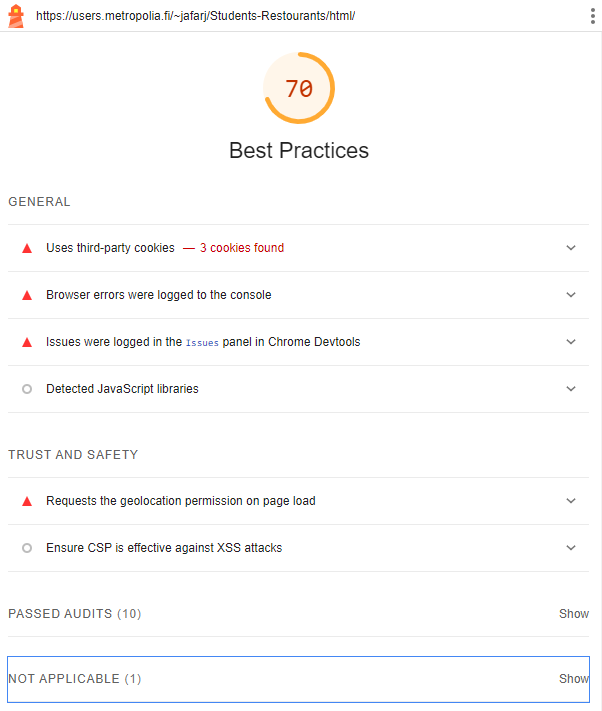 https://users.metropolia.fi/~jafarj/Students-Restourants/html/
70
Best Practices
GENERAL
Uses third-party cookies — 3 cookies found
Browser errors were logged to the console
Issues were logged in the Issues panel in Chrome Devtools
Detected JavaScript libraries
TRUST AND SAFETY
Requests the geolocation permission on page load
Ensure CSP is effective against XSS attacks
PASSED AUDITS (10) Show
NOT APPLICABLE (1) Show